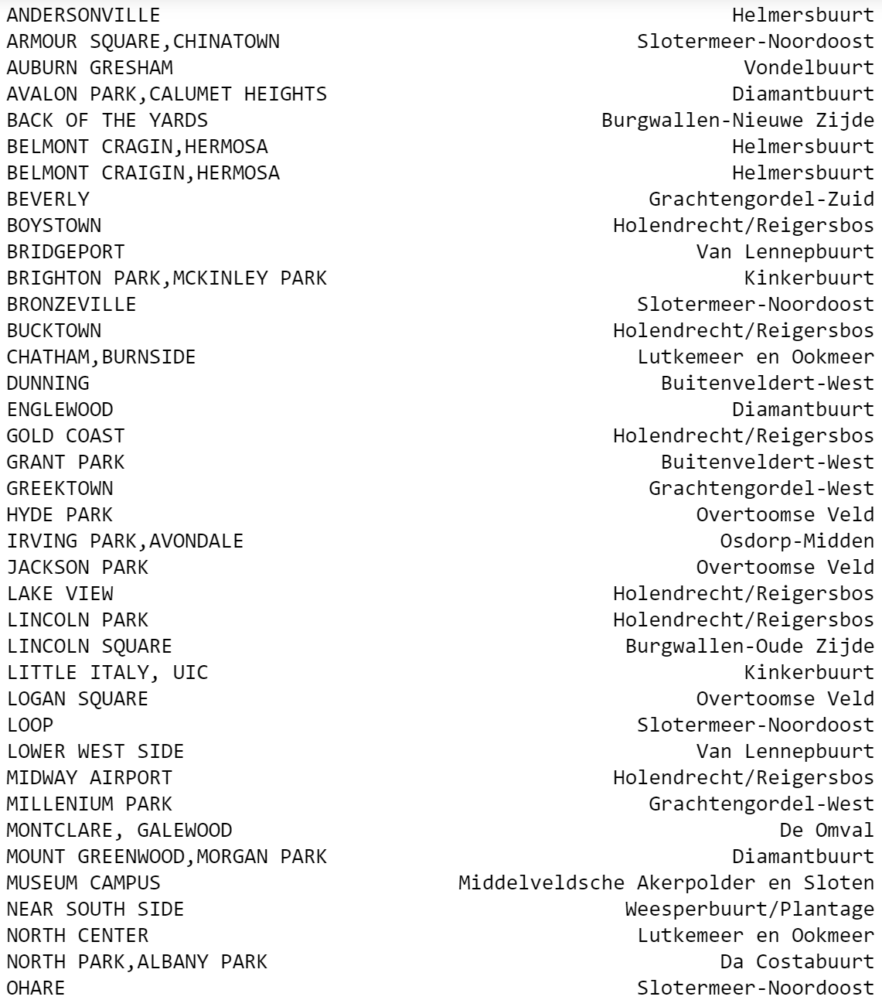 ANDERSONVILLE Helmersbuurt
ARMOUR SQUARE,CHINATOWN Slotermeer-Noordoost
AUBURN GRESHAM Vondelbuurt
AVALON PARK,CALUMET HEIGHTS Diamantbuurt
BACK OF THE YARDS Burgwallen-Nieuwe Zijde
BELMONT CRAGIN,HERMOSA Helmersbuurt
BELMONT CRAIGIN,HERMOSA Helmersbuurt
BEVERLY Grachtengordel-Zuid
BOYSTOWN Holendrecht/Reigersbos
BRIDGEPORT Van Lennepbuurt
BRIGHTON PARK,MCKINLEY PARK Kinkerbuurt
BRONZEVILLE Slotermeer-Noordoost
BUCKTOWN Holendrecht/Reigersbos
CHATHAM,BURNSIDE Lutkemeer en Ookmeer
DUNNING Buitenveldert-West
ENGLEWOOD Diamantbuurt
GOLD COAST Holendrecht/Reigersbos
GRANT PARK Buitenveldert-West
GREEKTOWN Grachtengordel-West
HYDE PARK Overtoomse Veld
IRVING PARK,AVONDALE Osdorp-Midden
JACKSON PARK Overtoomse Veld
LAKE VIEW Holendrecht/Reigersbos
LINCOLN PARK Holendrecht/Reigersbos
LINCOLN SQUARE Burgwallen-Oude Zijde
LITTLE ITALY, UIC Kinkerbuurt
LOGAN SQUARE Overtoomse Veld
LOOP Slotermeer-Noordoost
LOWER WEST SIDE Van Lennepbuurt
MIDWAY AIRPORT Holendrecht/Reigersbos
MILLENIUM PARK Grachtengordel-West
MONTCLARE, GALEWOOD De Omval
MOUNT GREENWOOD,MORGAN PARK Diamantbuurt
MUSEUM CAMPUS Middelveldsche Akerpolder en Sloten
NEAR SOUTH SIDE Weesperbuurt/Plantage
NORTH CENTER Lutkemeer en Ookmeer
NORTH PARK,ALBANY PARK Da Costabuurt
OHARE Slotermeer-Noordoost